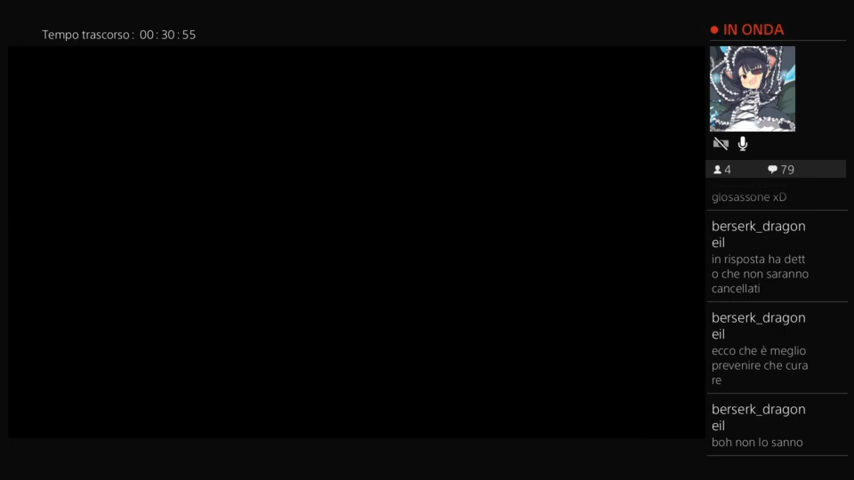 Tempo trascorso: 00:30:55
IN ONDA
4 79
glosassone xD
berserk_dragon
eil
in risposta ha dett
o che non saranno
cancellati
berserk_dragon
eil
ecco che è meglio
prevenire che cura
re
berserk_dragon
eil
boh non lo sanno